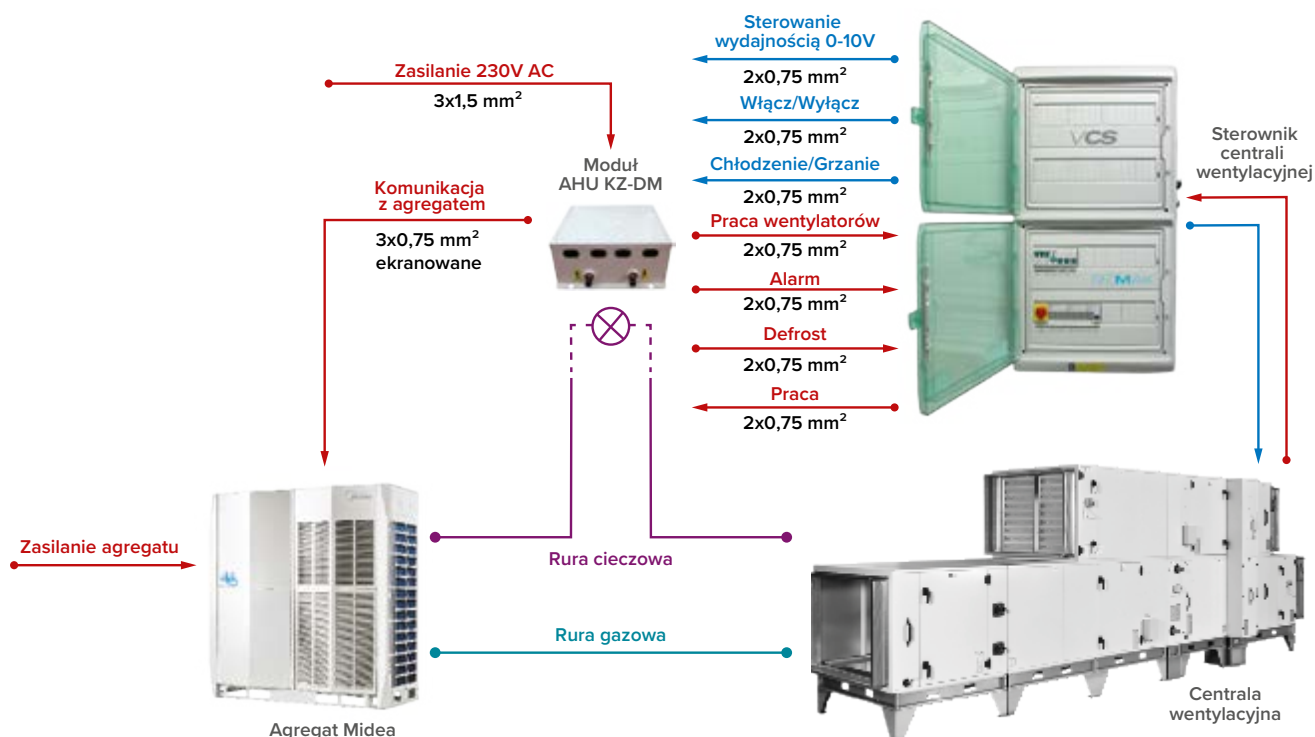 Sterowanie
wydajnością 0-10V
2x0,75 mm²
Zasilanie 230V AC
3x1,5 mm²
Włącz/Wyłącz
2x0,75 mm²
VCS
Sterownik
centrali
wentylacyjnej
Moduł
AHU KZ-DM
Chłodzenie/Grzanie
2x0,75 mm²
Komunikacja
z agregatem
3x0,75 mm²
ekranowane
Praca wentylatorów
2x0,75 mm²
Alarm
2x0,75 mm²
Defrost
2x0,75 mm²
Praca
2x0,75 mm²
Zasilanie agregatu
Rura cieczowa
Rura gazowa
Agregat Midea
Centrala
wentylacyjna